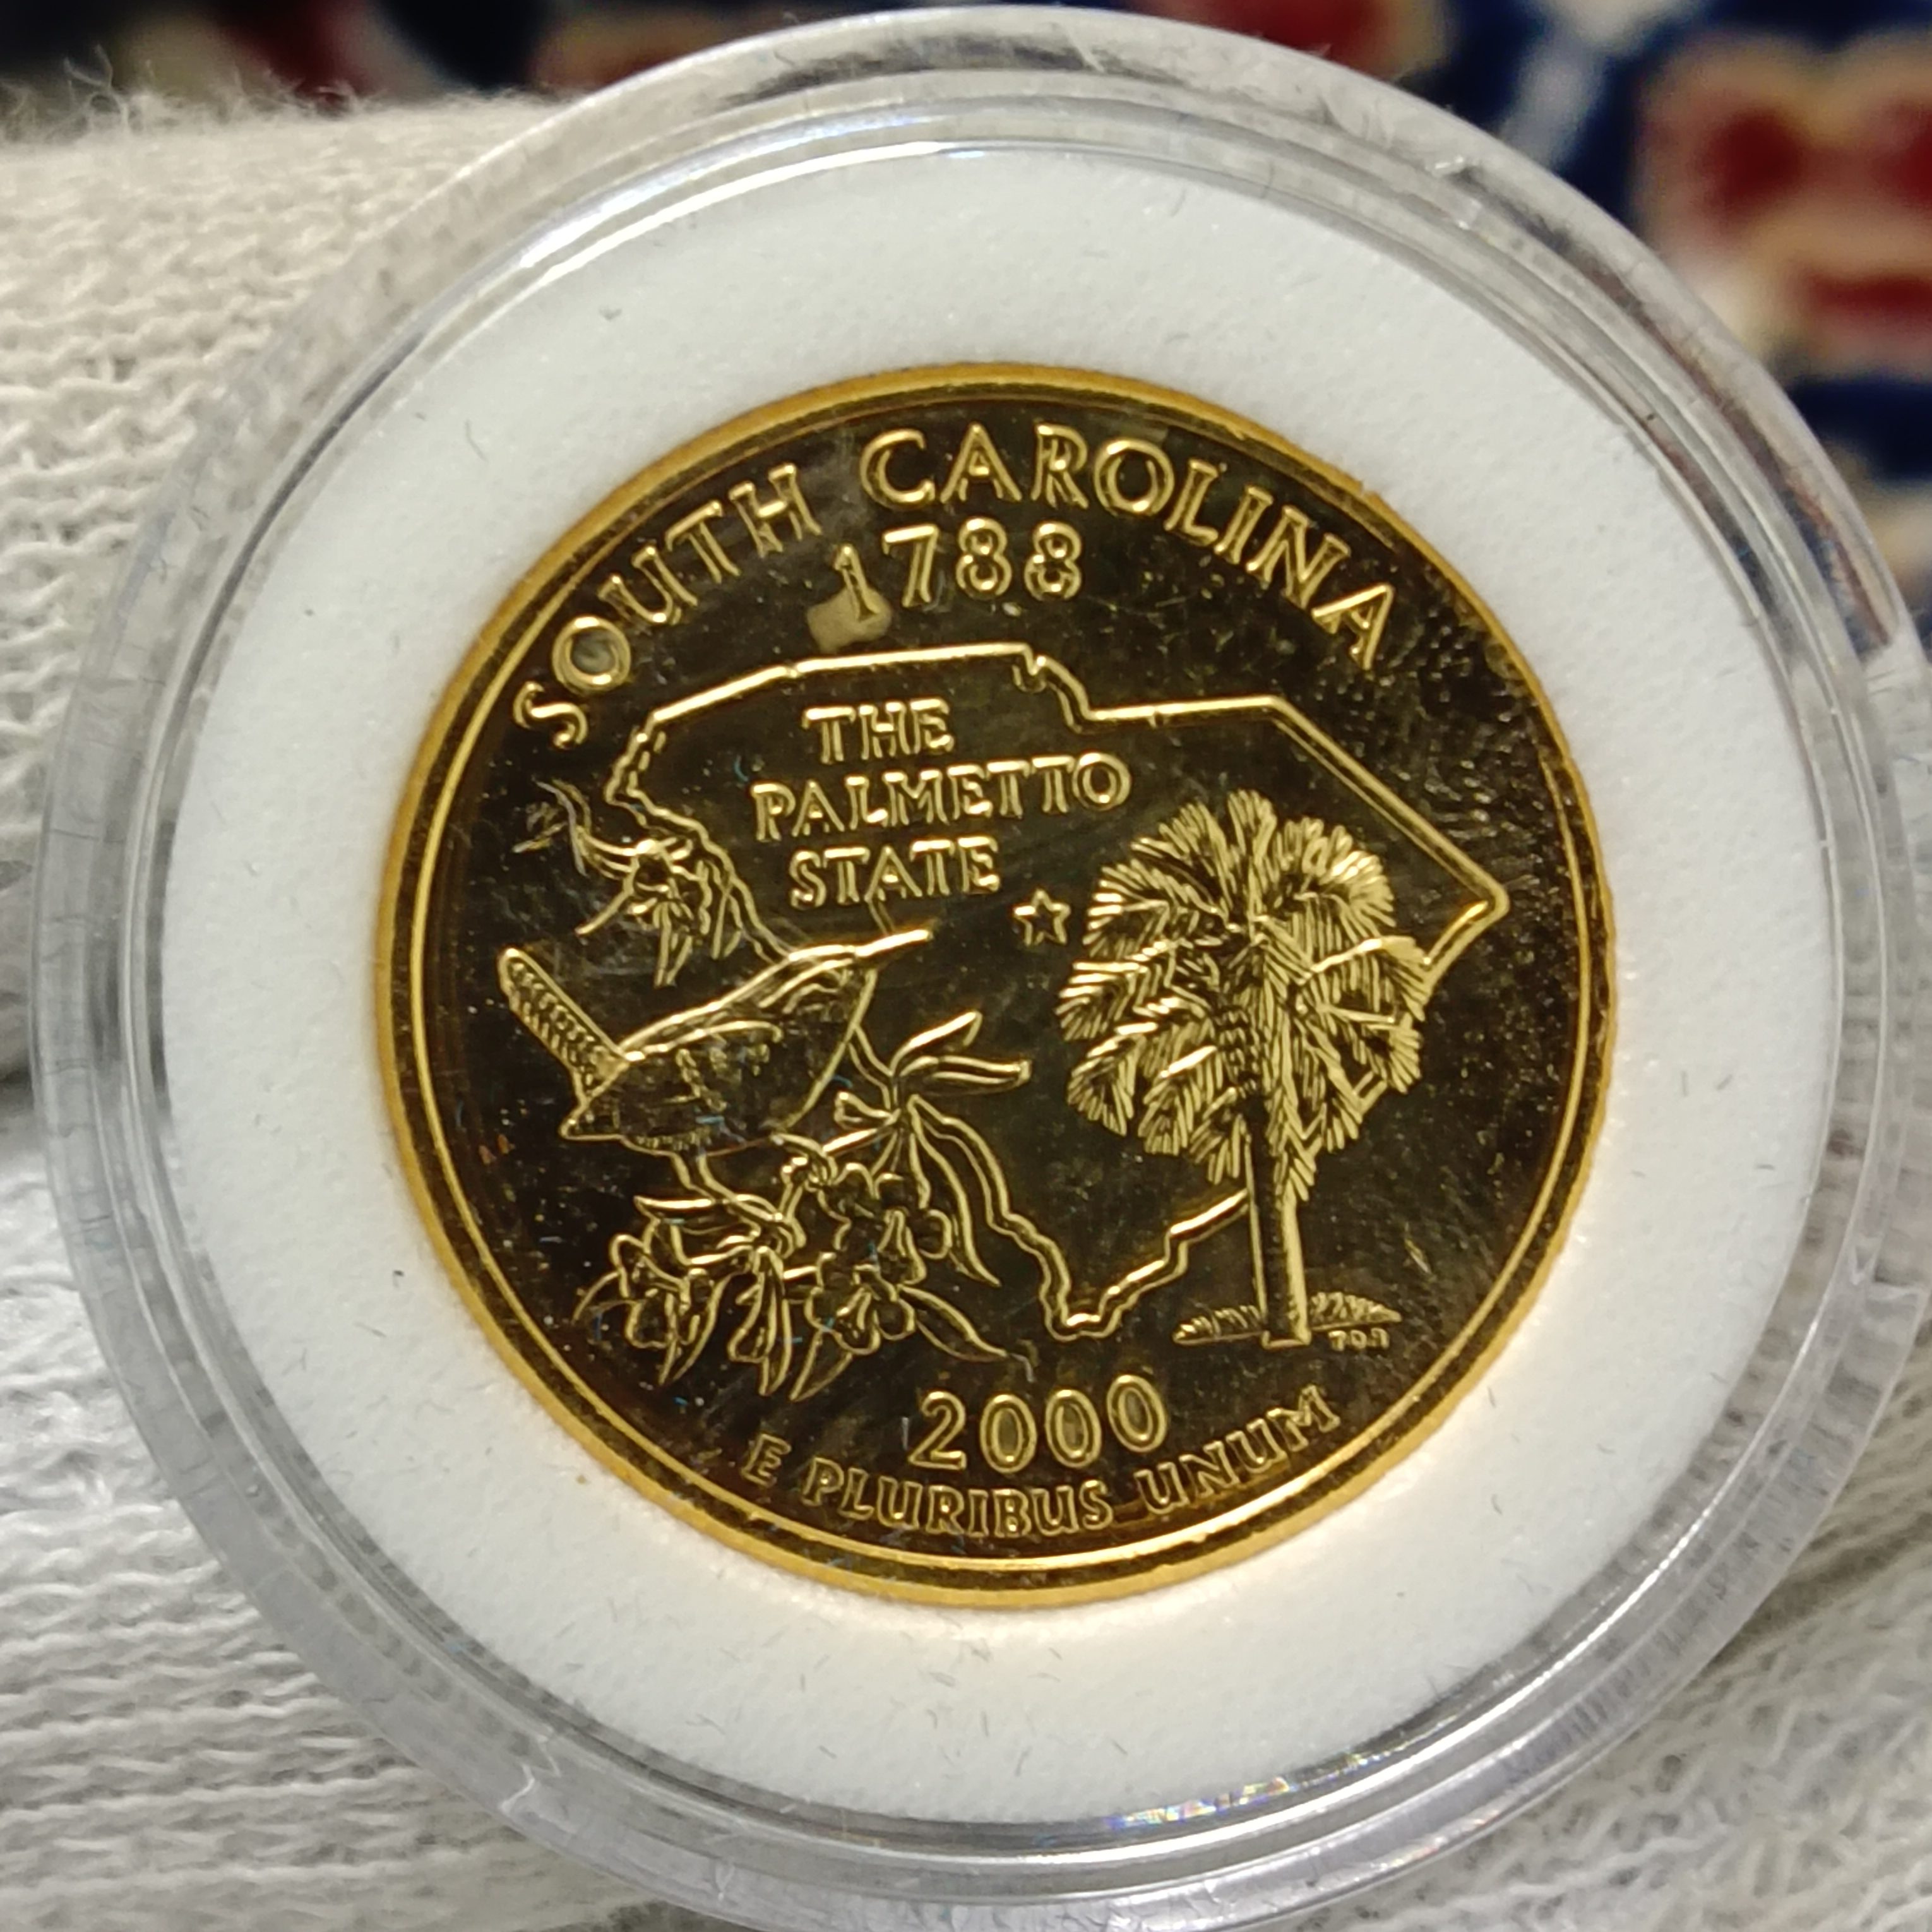 SOUTH CAROLINA
1788
THE
PALMETTO
STATE
2000
E PLURIBUS UNUM